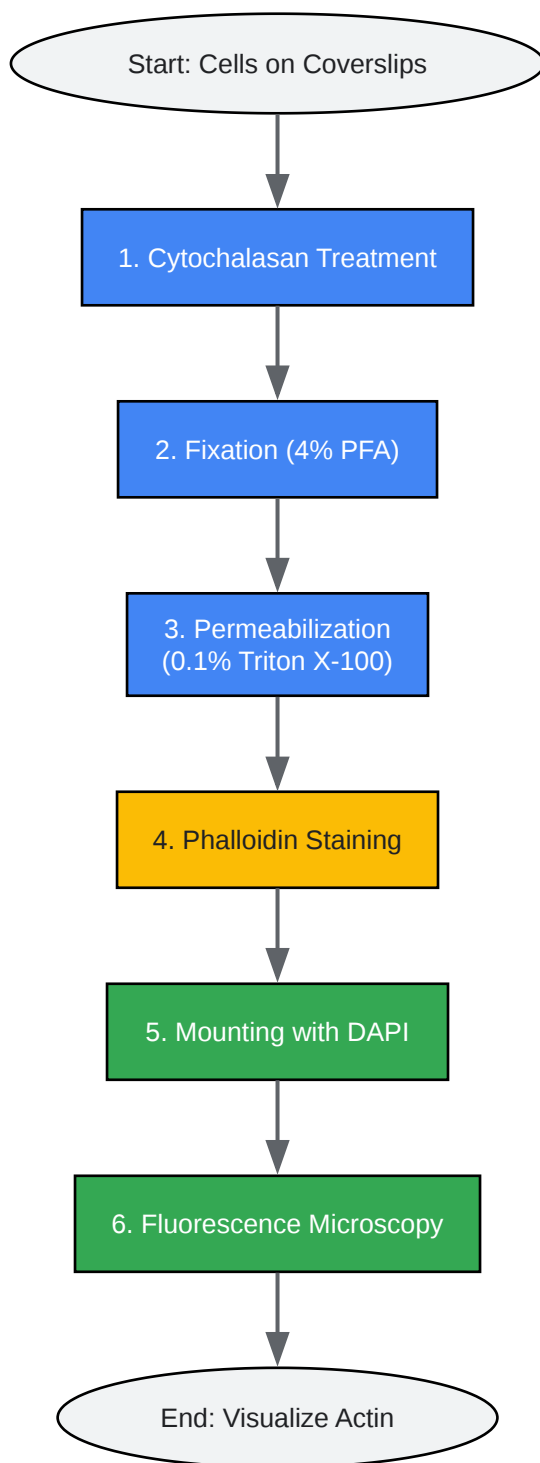 Start: Cells on Coverslips
1. Cytochalasan Treatment
2. Fixation (4% PFA)
3. Permeabilization
(0.1% Triton X-100)
4. Phalloidin Staining
5. Mounting with DAPI
6. Fluorescence Microscopy
End: Visualize Actin